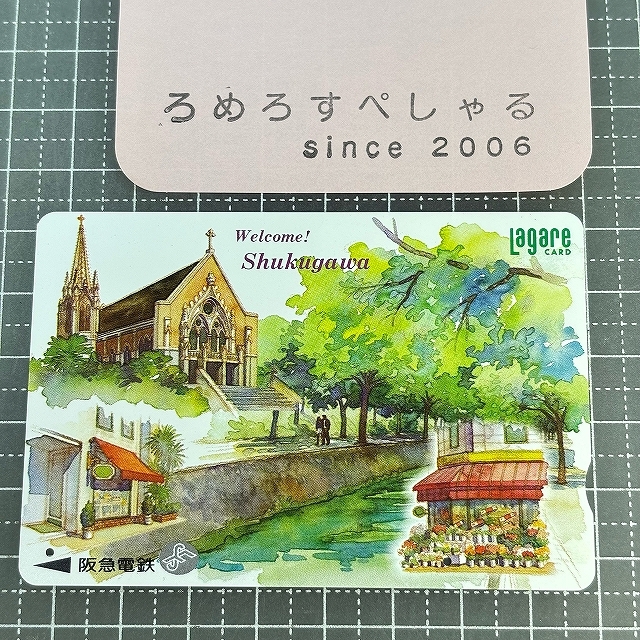 ろめろすぺしゃる
since 2006
Welcome!
Shukugawa
Lagare
CARD
阪急電鉄